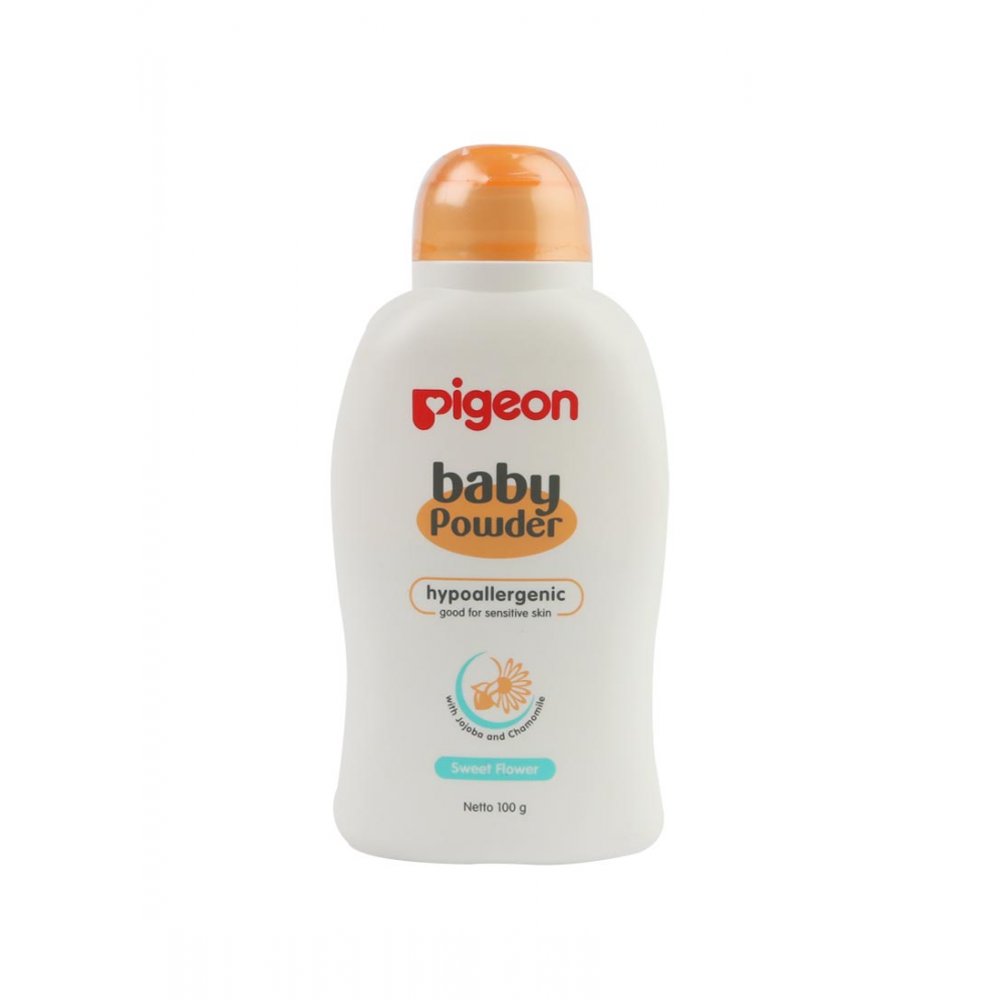 Pigeon
baby
Powder
hypoallergenic
good for sensitive skin
with Jojoba and Chamomile
Sweet Flower
Netto 100 g